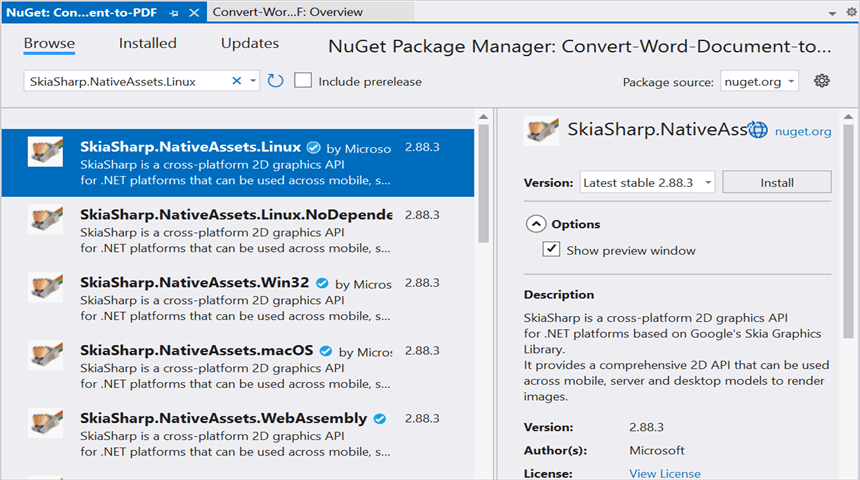 NuGet: Con...ent-to-PDF
Convert-Wor...F: Overview
Browse
Installed
Updates
NuGet Package Manager: Convert-Word-Document-to...
SkiaSharp.NativeAssets.Linux
Include prerelease
Package source: nuget.org
SkiaSharp.NativeAssets.Linux by Microso 2.88.3
SkiaSharp is a cross-platform 2D graphics API
for .NET platforms that can be used across mobile, s...
SkiaSharp.NativeAssets.Linux.NoDepende 2.88.3
SkiaSharp is a cross-platform 2D graphics API
for .NET platforms that can be used across mobile, s...
SkiaSharp.NativeAssets.Win32 by Micros 2.88.3
SkiaSharp is a cross-platform 2D graphics API
for .NET platforms that can be used across mobile, s...
SkiaSharp.NativeAssets.macOS by Micros 2.88.3
SkiaSharp is a cross-platform 2D graphics API
for .NET platforms that can be used across mobile, s...
SkiaSharp.NativeAssets.WebAssembly 2.88.3
SkiaSharp is a cross-platform 2D graphics API
for .NET platforms that can be used across mobile, s...
SkiaSharp.NativeAss nuget.org
Version: Latest stable 2.88.3 Install
Options
Show preview window
Description
SkiaSharp is a cross-platform 2D graphics API
for .NET platforms based on Google's Skia Graphics
Library.
It provides a comprehensive 2D API that can be used
across mobile, server and desktop models to render
images.
Version: 2.88.3
Author(s): Microsoft
License: View License